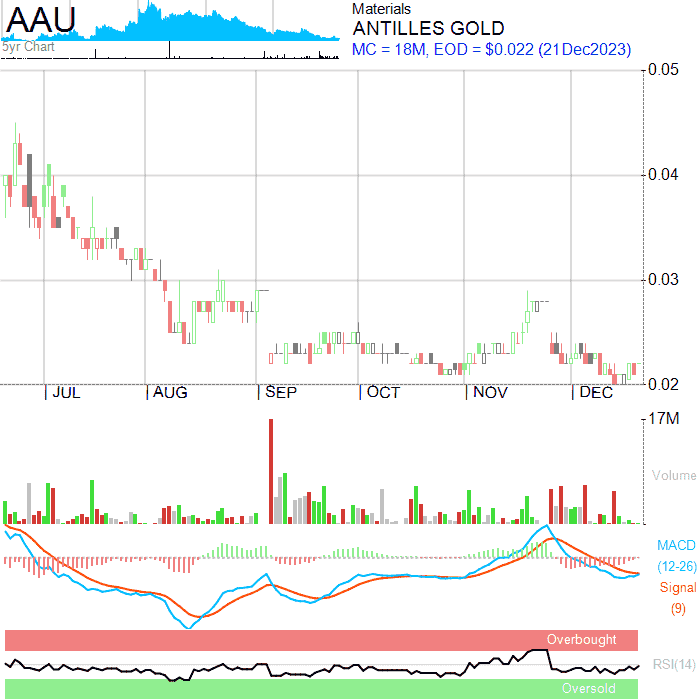 AAU
5yr Chart
Materials
ANTILLES GOLD
MC = 18M, EOD = $0.022 (21Dec2023)
0.05
0.04
0.03
0.02
JUL AUG SEP OCT NOV DEC
17M
Volume
MACD
(12-26)
Signal
(9)
Overbought
RSI(14)
Oversold